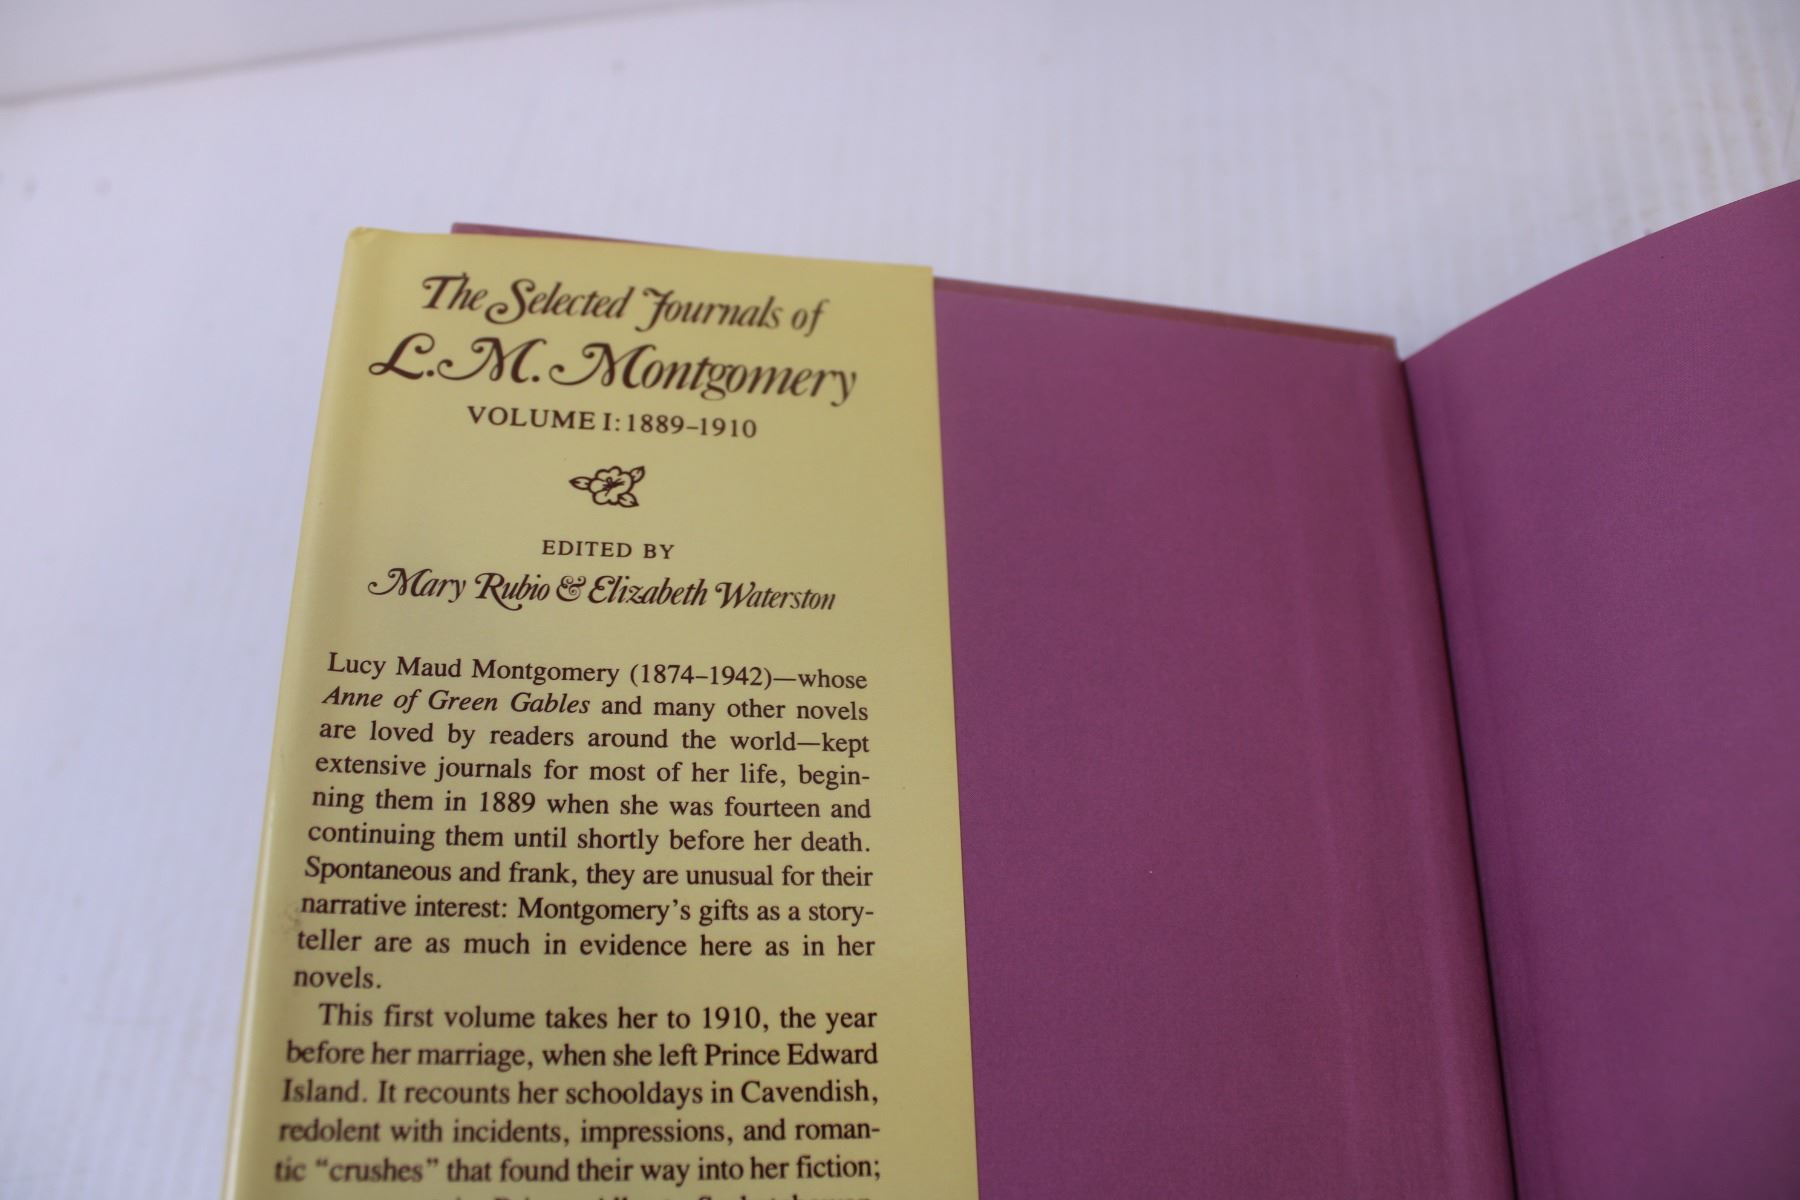 The Selected Journals of
L.M. Montgomery
VOLUME I: 1889–1910
EDITED BY
Mary Rubio & Elizabeth Waterston
Lucy Maud Montgomery (1874–1942)—whose
Anne of Green Gables and many other novels
are loved by readers around the world—kept
extensive journals for most of her life, begin-
ning them in 1889 when she was fourteen and
continuing them until shortly before her death.
Spontaneous and frank, they are unusual for their
narrative interest: Montgomery's gifts as a story-
teller are as much in evidence here as in her
novels.
This first volume takes her to 1910, the year
before her marriage, when she left Prince Edward
Island. It recounts her schooldays in Cavendish,
redolent with incidents, impressions, and roman-
tic "crushes" that found their way into her fiction;